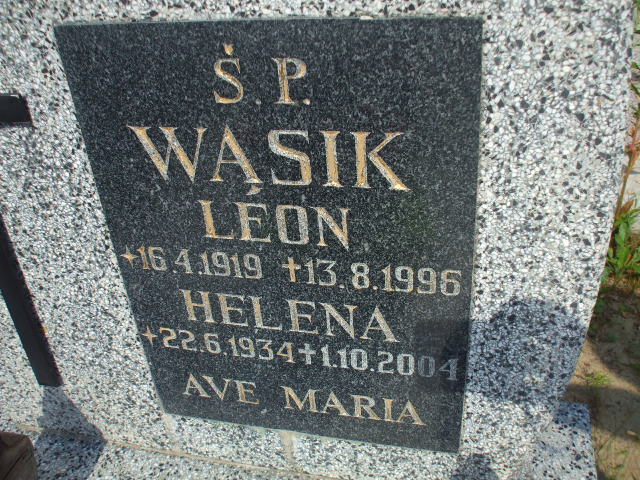 Š.P.
WĄSIK
LEON
+16.4.1919 +13.8.1996
HELENA
+22.6.1934 +1.10.2004
AVE MARIA